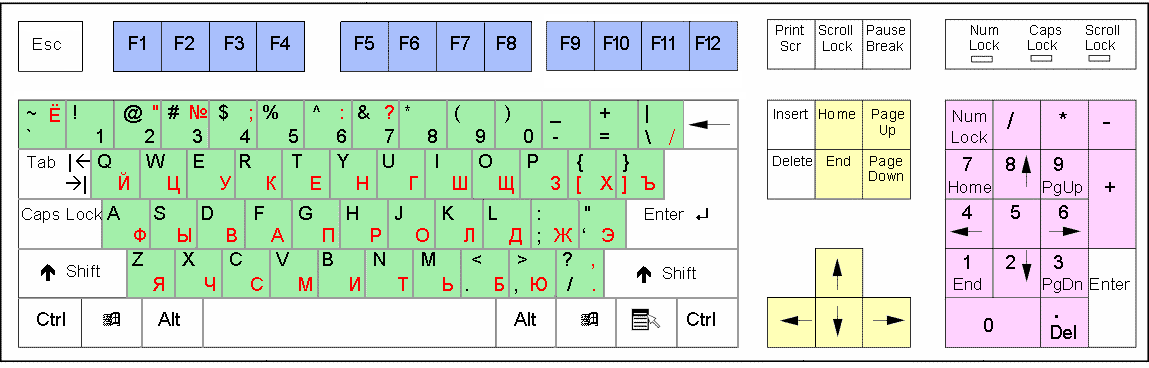 Esc F1 F2 F3 F4 F5 F6 F7 F8 F9 F10 F11 F12 Print Scr Scroll Lock Pause Break Num Lock Caps Lock Scroll Lock
~ Ё ` ! 1 @ " 2 # № 3 $ ; 4 % 5 ^ : 6 & ? 7 * 8 ( 9 ) 0 _ - + = | \ / Insert Home Page Up Num Lock / * -
Tab Q Й W Ц E У R К T Е Y Н U Г I Ш O Щ P З { [ Х } ] Ъ Delete End Page Down 7 Home 8 9 PgUp +
Caps Lock A Ф S Ы D В F А G П H Р J О K Л L Д : ; Ж " ‘ Э Enter 4 5 6
Shift Z Я X Ч C С V М B И N Т M Ь < . Б > , Ю ? , / . Shift 1 End 2 3 PgDn Enter
Ctrl Alt Alt Ctrl 0 . Del